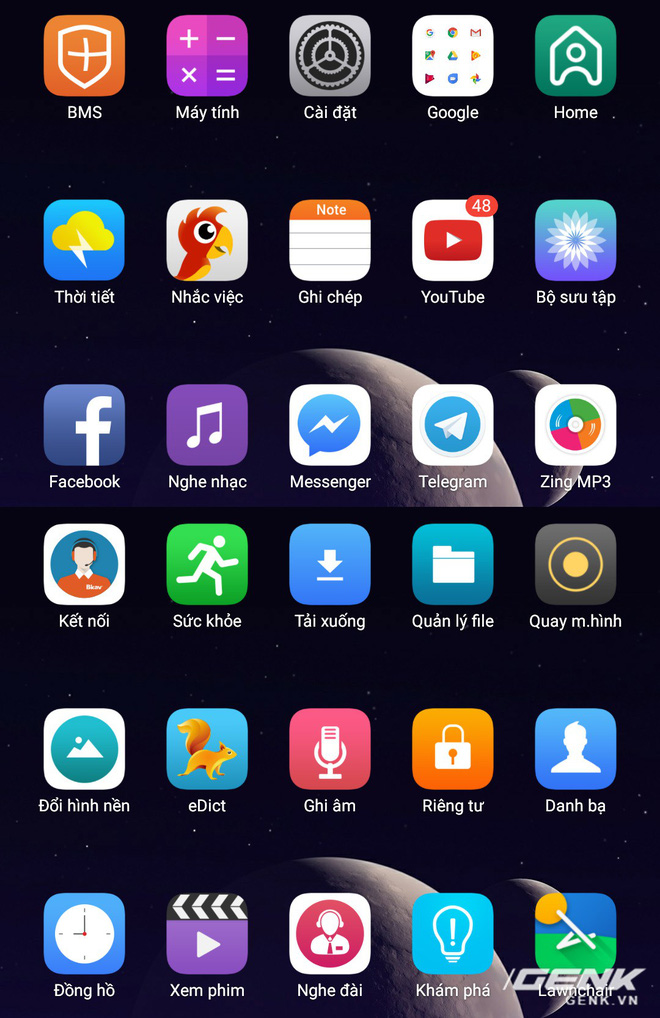 BMS
Máy tính
Cài đặt
Google
Home
Note
48
Thời tiết
Nhắc việc
Ghi chép
YouTube
Bộ sưu tập
Facebook
Nghe nhạc
Messenger
Telegram
Zing MP3
Bkav
Kết nối
Sức khỏe
Tải xuống
Quản lý file
Quay m.hình
Đổi hình nền
eDict
Ghi âm
Riêng tư
Danh bạ
Đồng hồ
Xem phim
Nghe đài
Khám phá
Lawnchair
GENK
GENK.VN